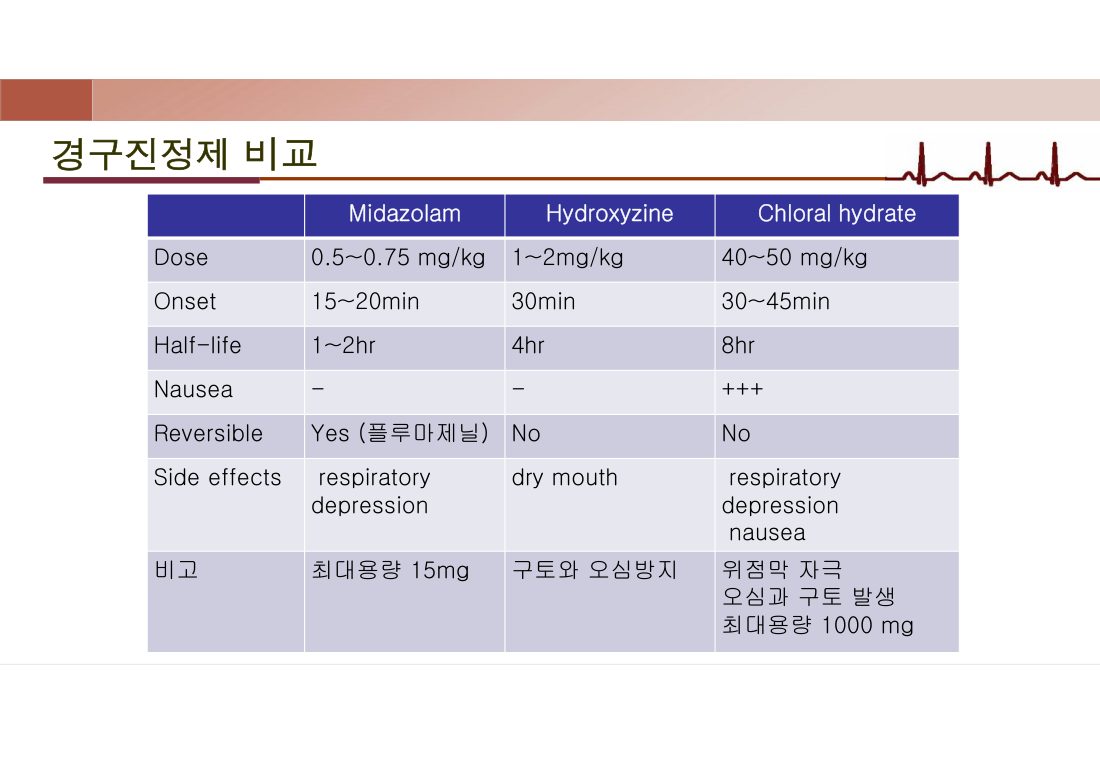 경구진정제 비교
Midazolam Hydroxyzine Chloral hydrate
Dose 0.5~0.75 mg/kg 1~2mg/kg 40~50 mg/kg
Onset 15~20min 30min 30~45min
Half-life 1~2hr 4hr 8hr
Nausea - - +++
Reversible Yes (플루마제닐) No No
Side effects respiratory dry mouth respiratory
depression depression
nausea
비고 최대용량 15mg 구토와 오심방지 위점막 자극
오심과 구토 발생
최대용량 1000 mg